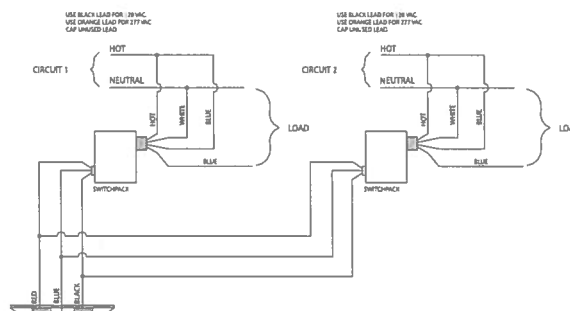 USE BLACK LEAD FOR 120 VAC
USE ORANGE LEAD FOR 277 VAC
CAP UNUSED LEAD
USE BLACK LEAD FOR 120 VAC
USE ORANGE LEAD FOR 277 VAC
CAP UNUSED LEAD
HOT
CIRCUIT 1
NEUTRAL
HOT
WHITE
BLUE
LOAD
BLUE
SWITCHPACK
HOT
CIRCUIT 2
NEUTRAL
HOT
WHITE
BLUE
LO
BLUE
SWITCHPACK
RED
BLUE
BLACK